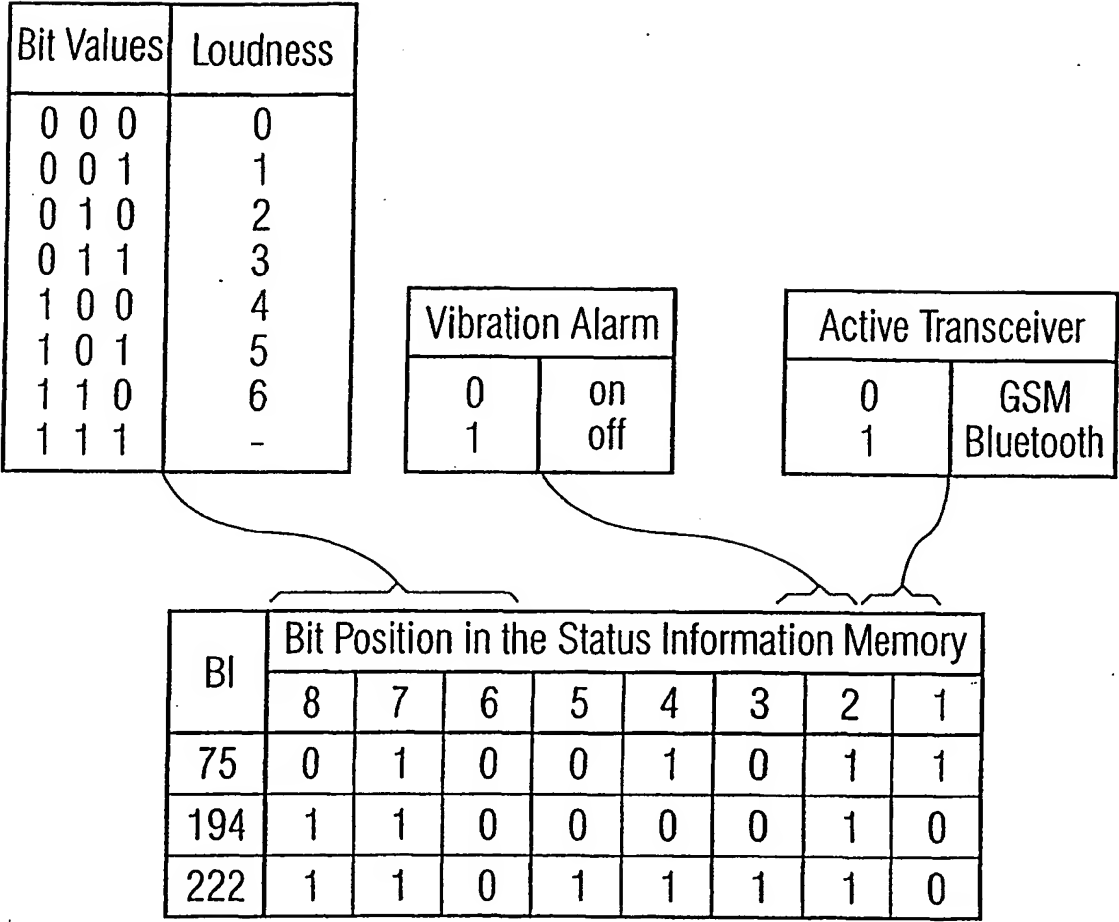 Bit Values Loudness
0 0 0 0
0 0 1 1
0 1 0 2
0 1 1 3
1 0 0 4
1 0 1 5
1 1 0 6
1 1 1 -
Vibration Alarm
0 on
1 off
Active Transceiver
0 GSM
1 Bluetooth
BI Bit Position in the Status Information Memory
8 7 6 5 4 3 2 1
75 0 1 0 0 1 0 1 1
194 1 1 0 0 0 0 1 0
222 1 1 0 1 1 1 1 0